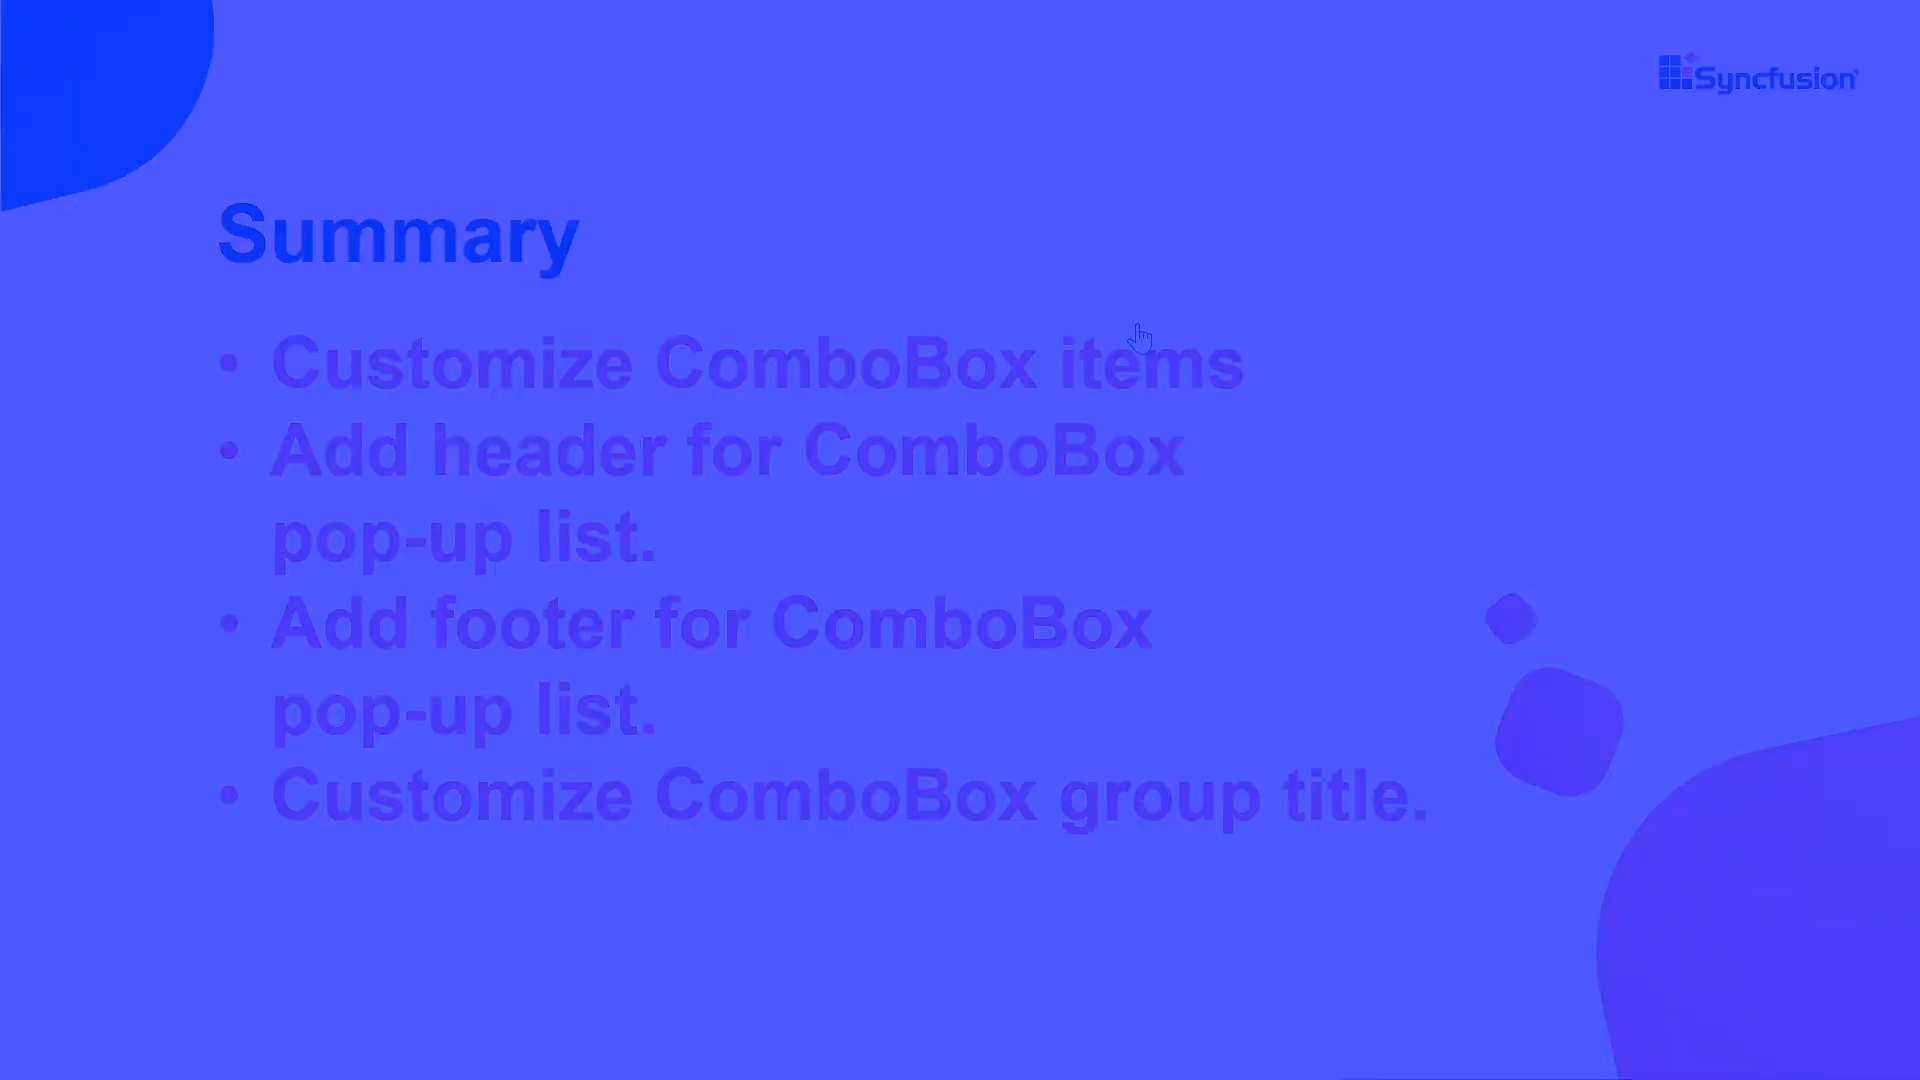 Syncfusion
Summary
• Customize ComboBox items
• Add header for ComboBox
pop-up list.
• Add footer for ComboBox
pop-up list.
• Customize ComboBox group title.